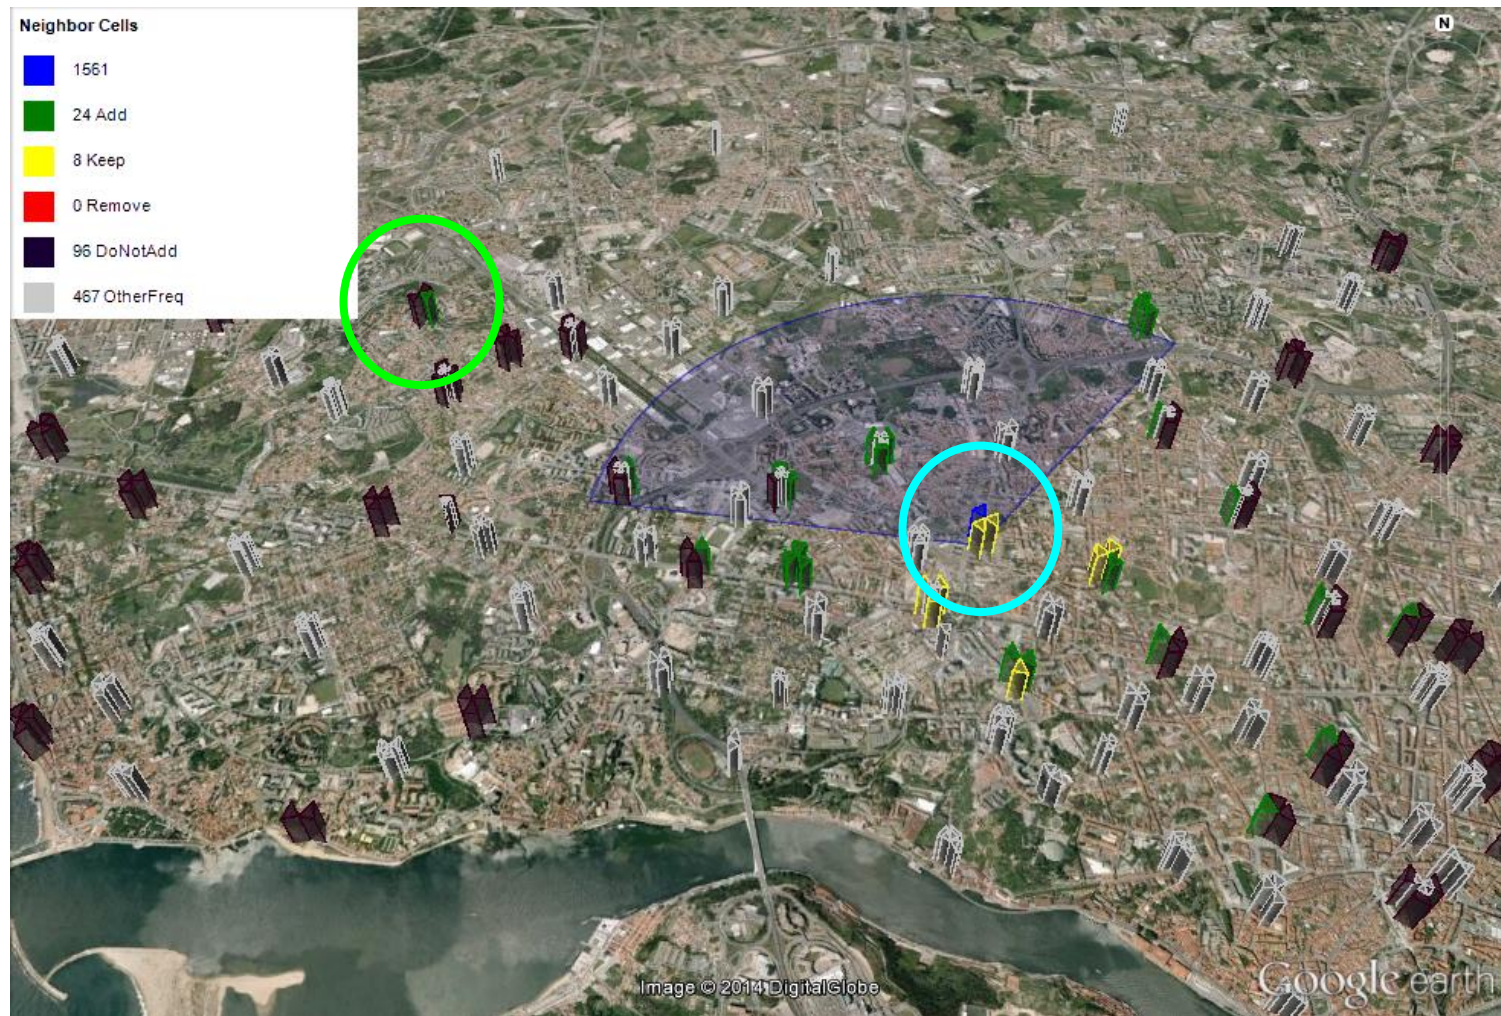 Neighbor Cells
1561
24 Add
8 Keep
0 Remove
96 DoNotAdd
467 OtherFreq
N
Image © 2014 DigitalGlobe
Google earth